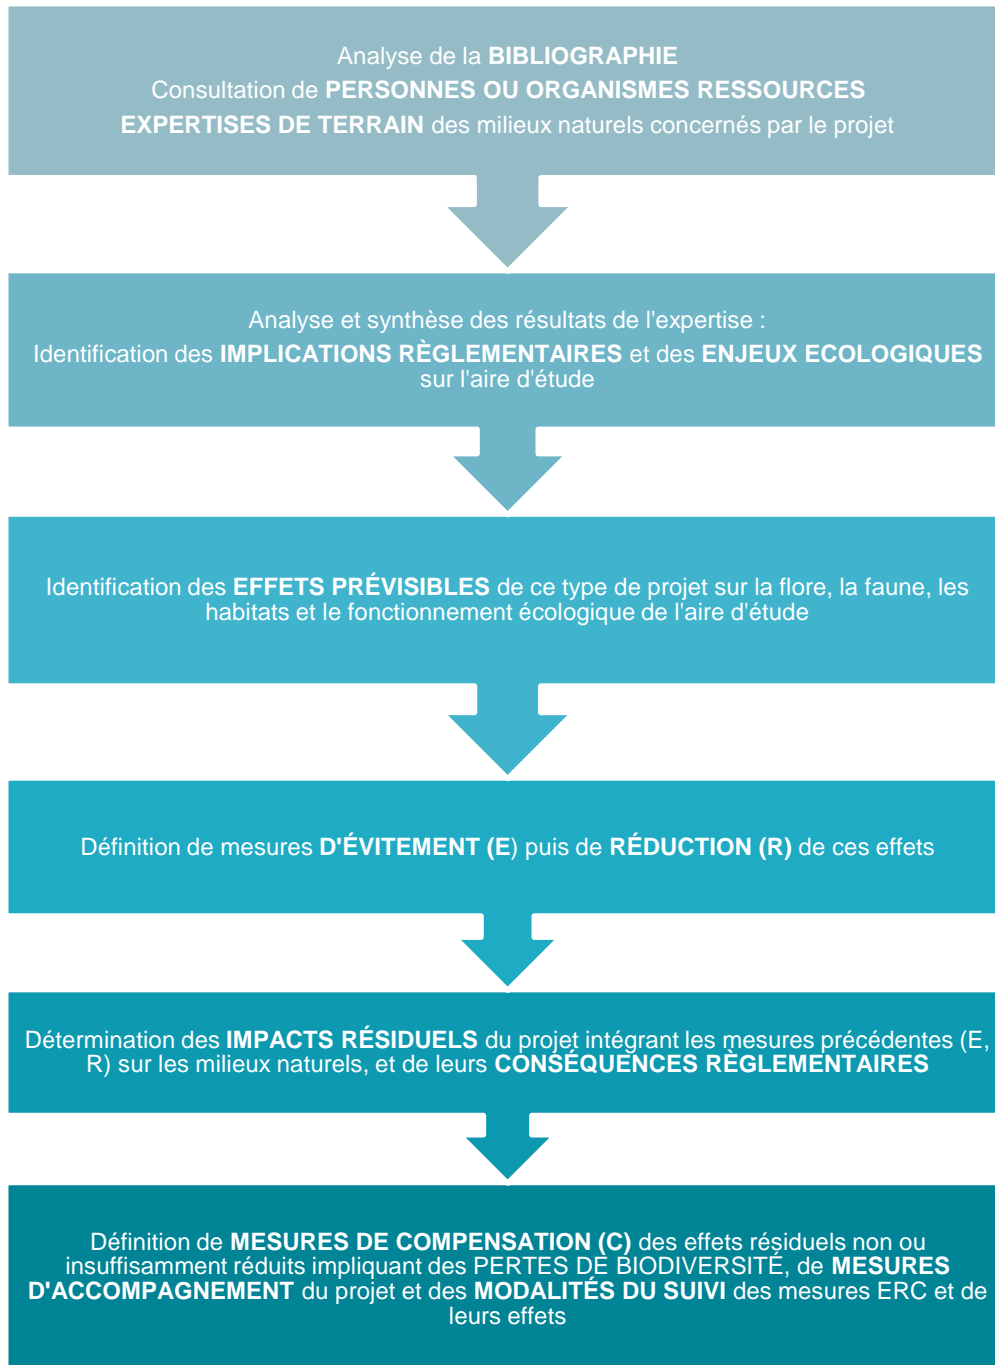 Analyse de la BIBLIOGRAPHIE
Consultation de PERSONNES OU ORGANISMES RESSOURCES
EXPERTISES DE TERRAIN des milieux naturels concernés par le projet
Analyse et synthèse des résultats de l'expertise :
Identification des IMPLICATIONS RÈGLEMENTAIRES et des ENJEUX ECOLOGIQUES
sur l'aire d'étude
Identification des EFFETS PRÉVISIBLES de ce type de projet sur la flore, la faune, les
habitats et le fonctionnement écologique de l'aire d'étude
Définition de mesures D'ÉVITEMENT (E) puis de RÉDUCTION (R) de ces effets
Détermination des IMPACTS RÉSIDUELS du projet intégrant les mesures précédentes (E,
R) sur les milieux naturels, et de leurs CONSÉQUENCES RÈGLEMENTAIRES
Définition de MESURES DE COMPENSATION (C) des effets résiduels non ou
insuffisamment réduits impliquant des PERTES DE BIODIVERSITÉ, de MESURES
D'ACCOMPAGNEMENT du projet et des MODALITÉS DU SUIVI des mesures ERC et de
leurs effets